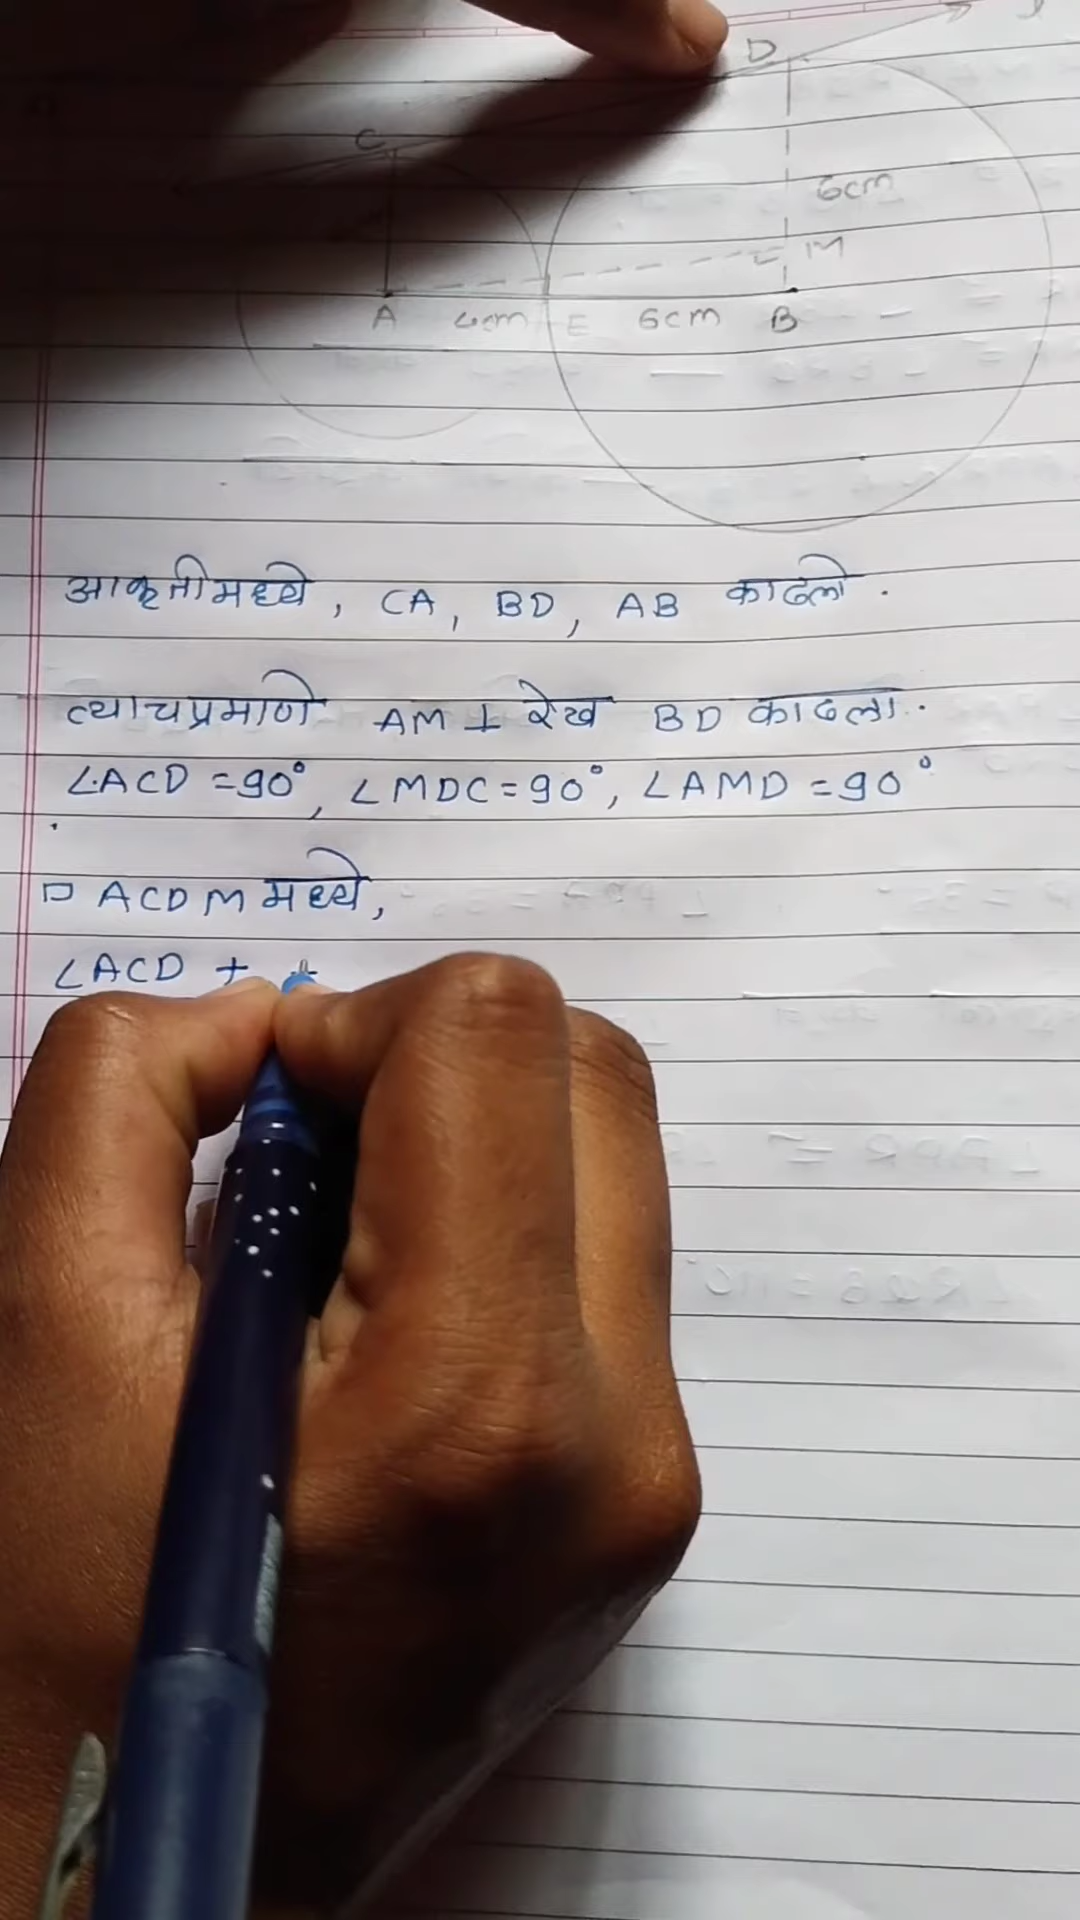 D
C
6cm
M
A 4cm E 6cm B
आकृतीमध्ये, CA, BD, AB काढले.
त्याचप्रमाणे AM ⊥ रेख BD काढला.
∠ACD = 90°, ∠MDC = 90°, ∠AMD = 90°
□ ACDM मध्ये,
∠ACD +